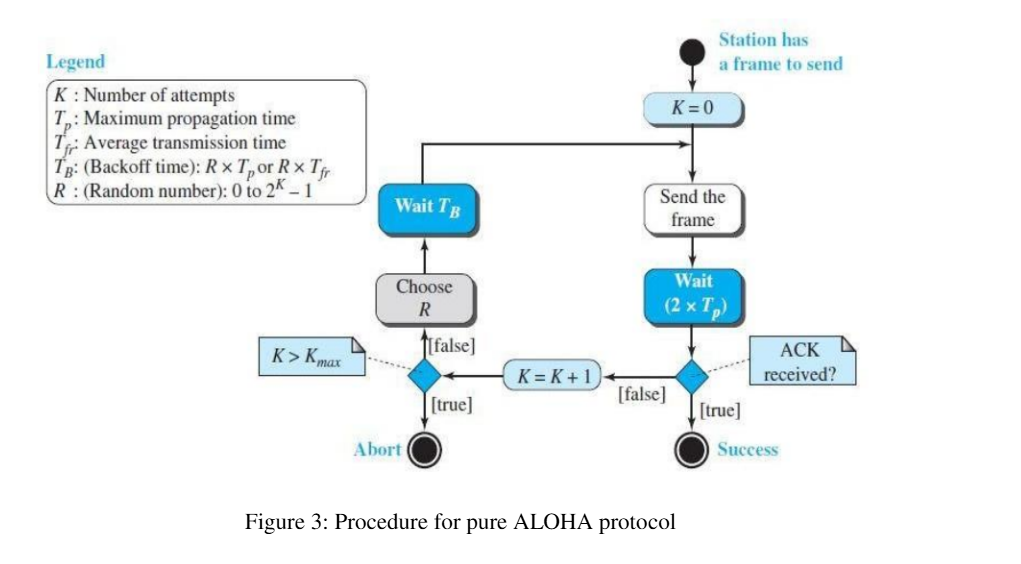 Legend
K : Number of attempts
Tp: Maximum propagation time
Tfr: Average transmission time
TB: (Backoff time): R × Tp or R × Tfr
R : (Random number): 0 to 2^K – 1
Station has
a frame to send
K = 0
Send the
frame
Wait
(2 × Tp)
ACK
received?
[false]
[true]
Success
K = K + 1
K > Kmax
[false]
[true]
Abort
Choose
R
Wait TB
Figure 3: Procedure for pure ALOHA protocol